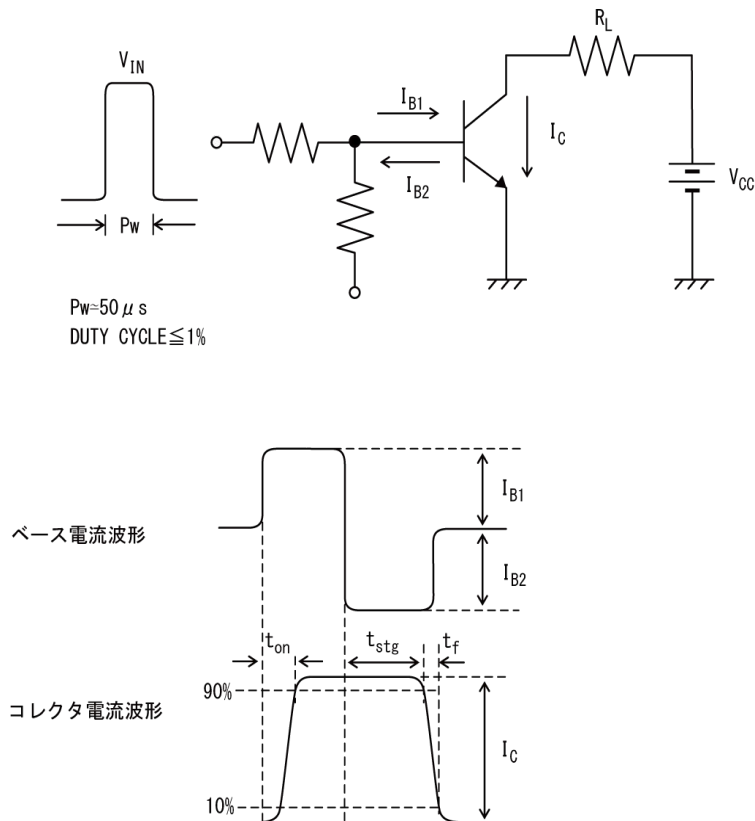 R_L
V_IN
I_B1
I_C
I_B2
V_CC
Pw
Pw≃50μs
DUTY CYCLE≦1%
I_B1
ベース電流波形
I_B2
t_on
t_stg
t_f
90%
コレクタ電流波形
I_C
10%